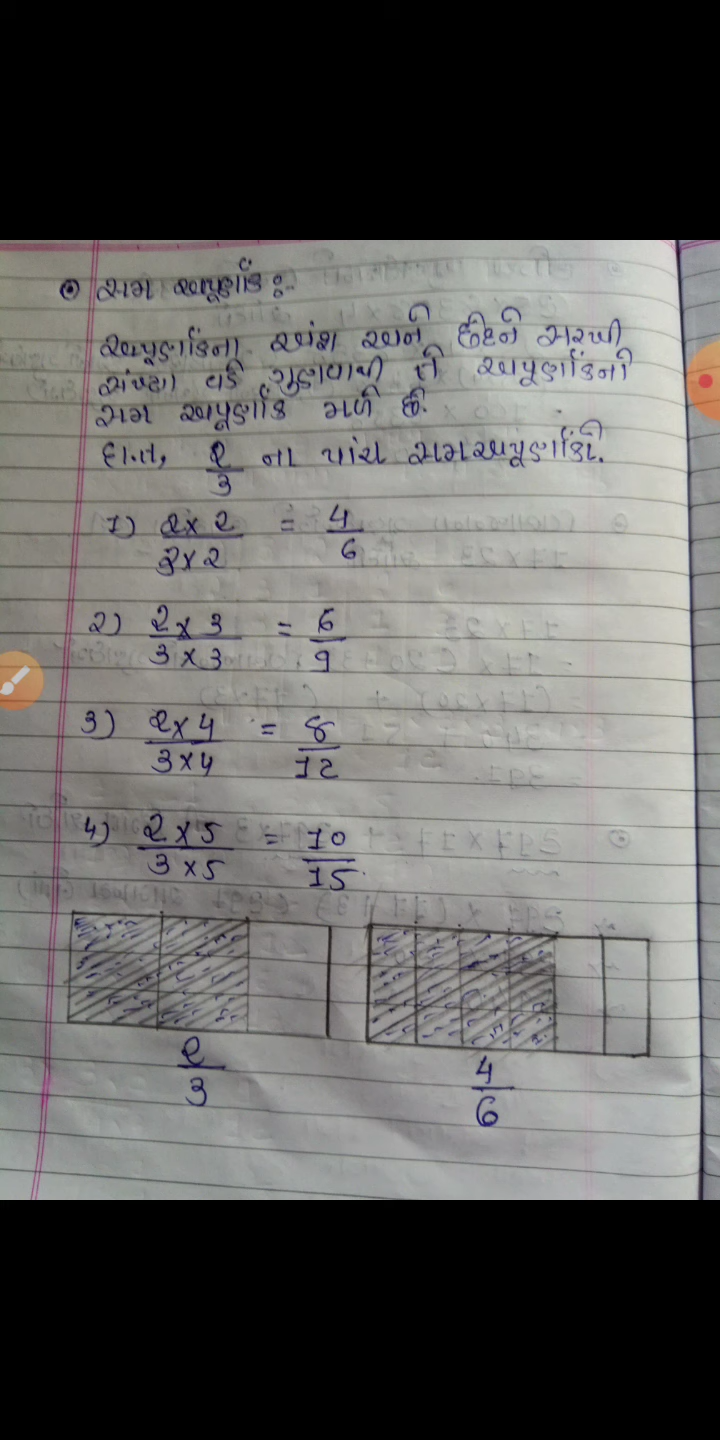 સમ અપૂર્ણાંક :-
અપૂર્ણાંકના અંશ અને છેદને સરખી
સંખ્યા વડે ગુણવાથી તે અપૂર્ણાંકની
સમ અપૂર્ણાંક મળે છે.
દા.ત, 2/3 ના પાંચ સમઅપૂર્ણાંકો.
1) 2 x 2 / 3 x 2 = 4/6
2) 2 x 3 / 3 x 3 = 6/9
3) 2 x 4 / 3 x 4 = 8/12
4) 2 x 5 / 3 x 5 = 10/15.
2/3 4/6